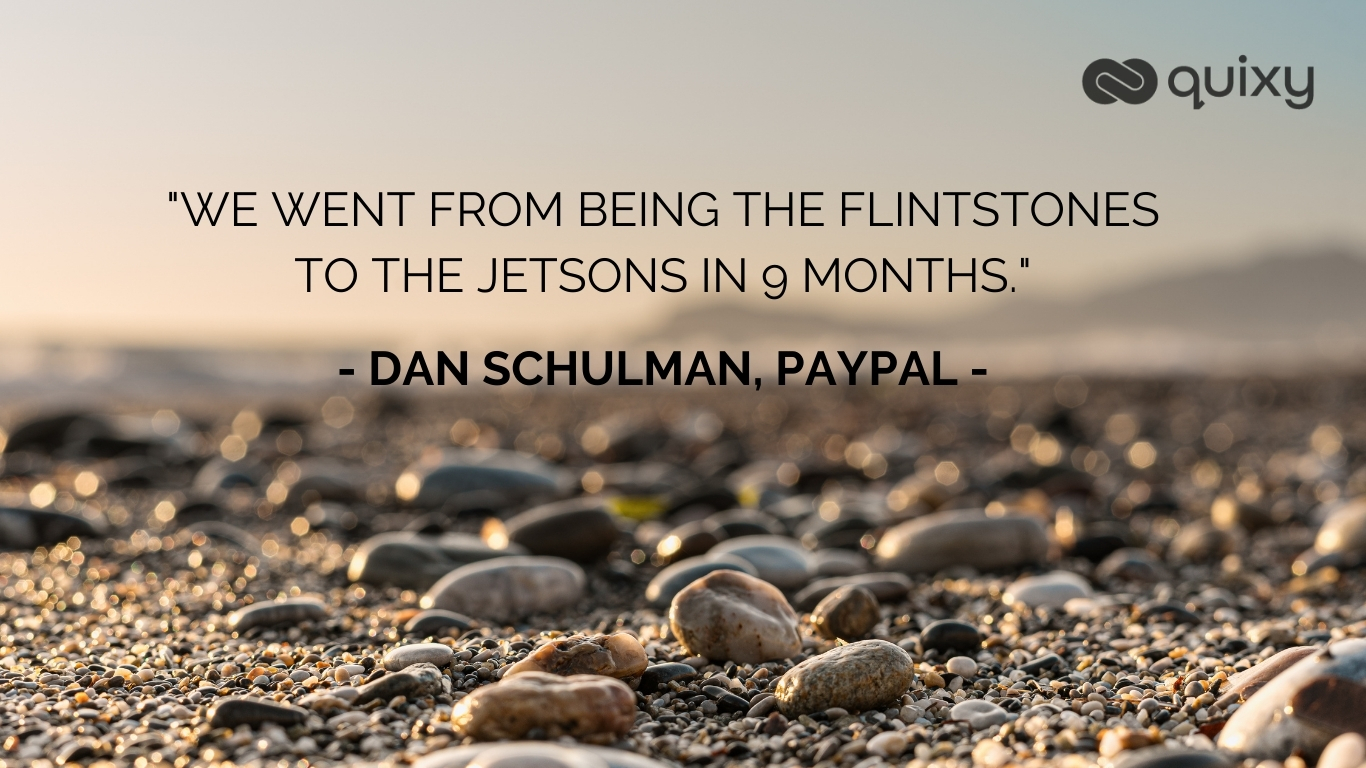 quixy
"WE WENT FROM BEING THE FLINTSTONES
TO THE JETSONS IN 9 MONTHS."
- DAN SCHULMAN, PAYPAL -